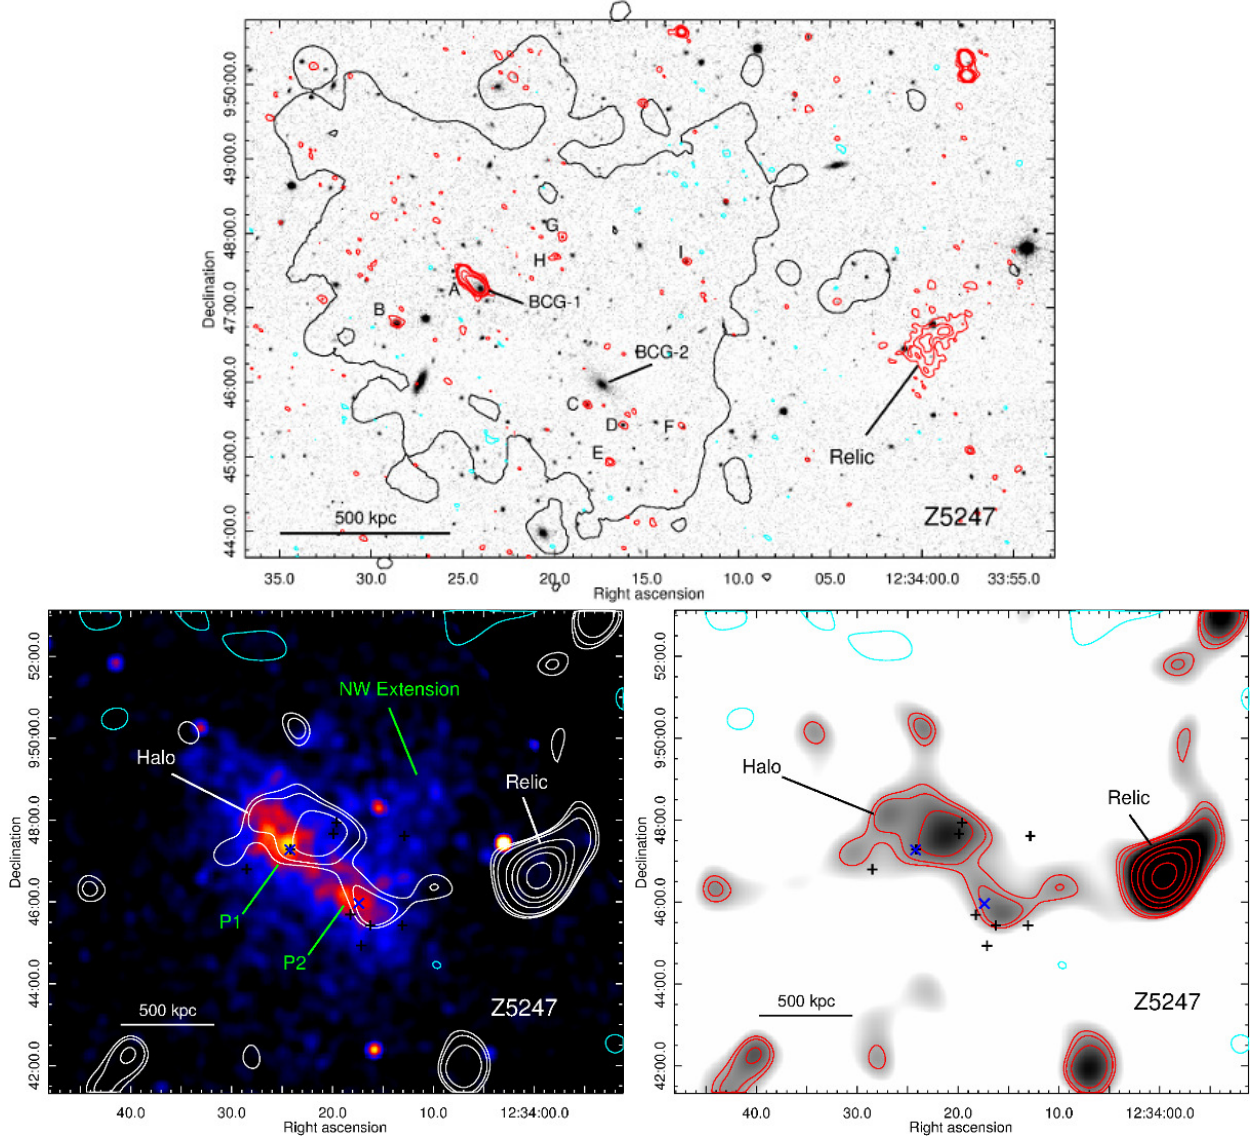 9:50:00.0
49:00.0
48:00.0
47:00.0
46:00.0
45:00.0
44:00.0
Declination
G
H
I
A
BCG-1
B
BCG-2
C
D
F
E
Relic
500 kpc
Z5247
35.0 30.0 25.0 20.0 15.0 10.0 05.0 12:34:00.0 33:55.0
Right ascension
52:00.0
9:50:00.0
48:00.0
46:00.0
44:00.0
42:00.0
Declination
NW Extension
Halo
Relic
P1
P2
500 kpc
Z5247
40.0 30.0 20.0 10.0 12:34:00.0
Right ascension
52:00.0
9:50:00.0
48:00.0
46:00.0
44:00.0
42:00.0
Declination
Halo
Relic
500 kpc
Z5247
40.0 30.0 20.0 10.0 12:34:00.0
Right ascension